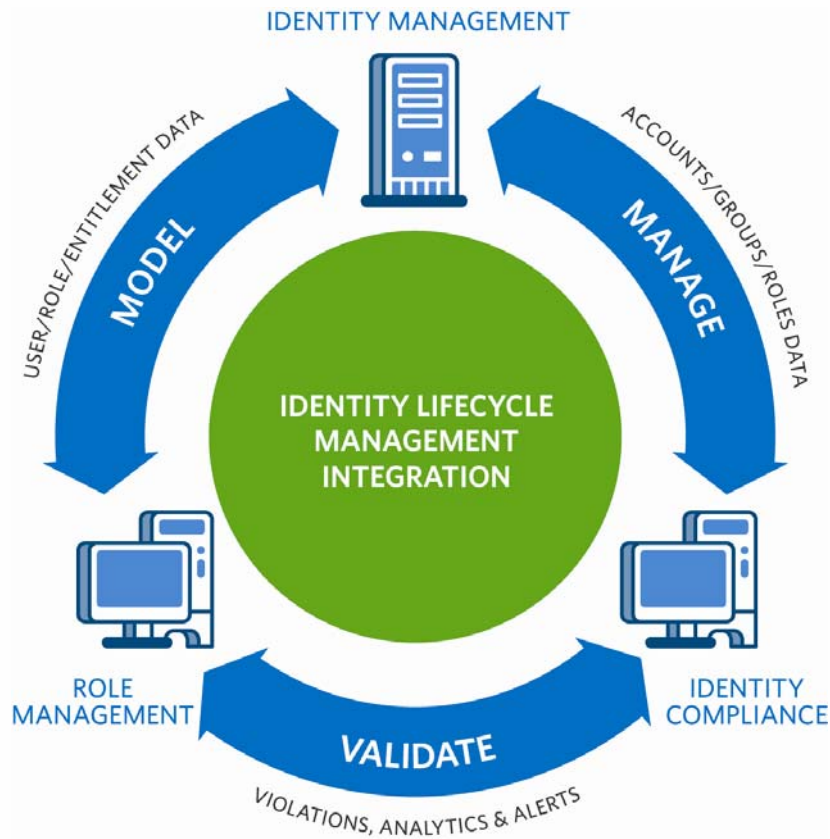 IDENTITY MANAGEMENT
USER/ROLE/ENTITLEMENT DATA
MODEL
ACCOUNTS/GROUPS/ROLES DATA
MANAGE
IDENTITY LIFECYCLE
MANAGEMENT
INTEGRATION
ROLE
MANAGEMENT
IDENTITY
COMPLIANCE
VALIDATE
VIOLATIONS, ANALYTICS & ALERTS